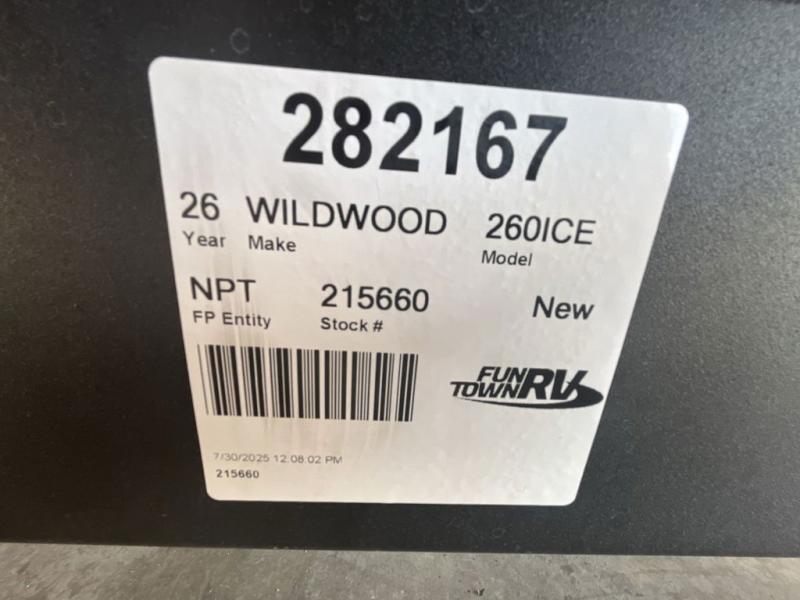 282167
26 WILDWOOD 260ICE
Year Make Model
NPT 215660 New
FP Entity Stock #
FUN TOWN RV
7/30/2025 12:08:02 PM
215660